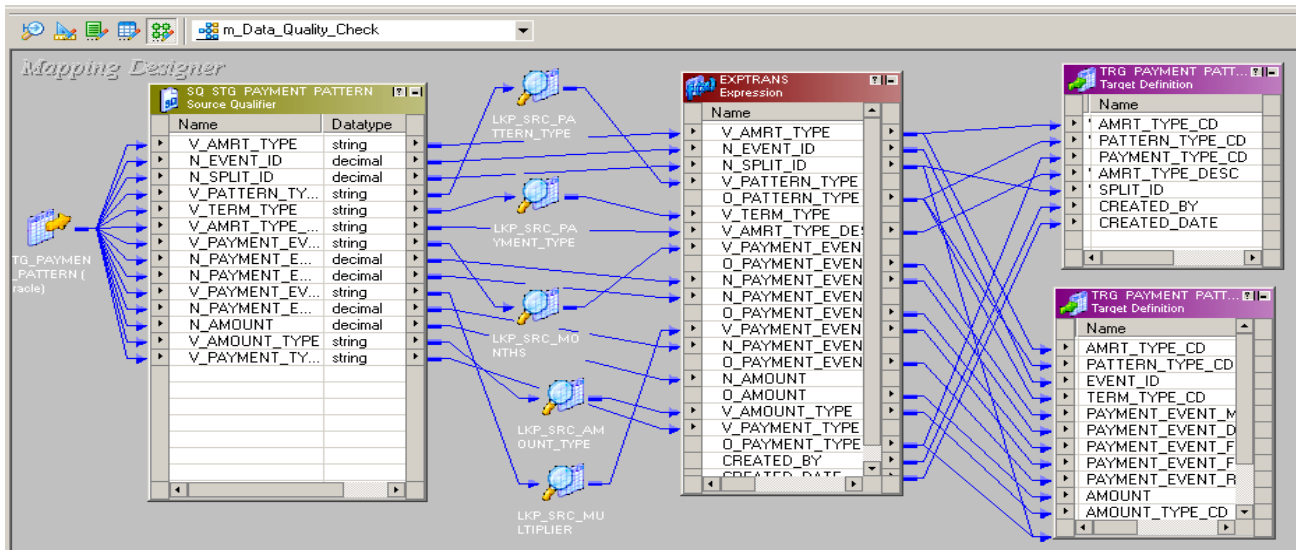 m_Data_Quality_Check
Mapping Designer
TG_PAYMEN
_PATTERN (
racle)
SQ_STG_PAYMENT_PATTERN
Source Qualifier
Name Datatype
V_AMRT_TYPE string
N_EVENT_ID decimal
N_SPLIT_ID decimal
V_PATTERN_TY... string
V_TERM_TYPE string
V_AMRT_TYPE_... string
V_PAYMENT_EV... string
N_PAYMENT_E... decimal
N_PAYMENT_E... decimal
V_PAYMENT_EV... string
N_PAYMENT_E... decimal
N_AMOUNT decimal
V_AMOUNT_TYPE string
V_PAYMENT_TY... string
LKP_SRC_PA
TTERN_TYPE
LKP_SRC_PA
YMENT_TYPE
LKP_SRC_MO
NTHS
LKP_SRC_AM
OUNT_TYPE
LKP_SRC_MU
LTIPLIER
EXPTRANS
Expression
Name
V_AMRT_TYPE
N_EVENT_ID
N_SPLIT_ID
V_PATTERN_TYPE
O_PATTERN_TYPE
V_TERM_TYPE
V_AMRT_TYPE_DES
V_PAYMENT_EVEN
O_PAYMENT_EVEN
N_PAYMENT_EVEN
N_PAYMENT_EVEN
O_PAYMENT_EVEN
V_PAYMENT_EVEN
N_PAYMENT_EVEN
O_PAYMENT_EVEN
N_AMOUNT
O_AMOUNT
V_AMOUNT_TYPE
V_PAYMENT_TYPE
O_PAYMENT_TYPE
CREATED_BY
CREATED_DATE
TRG_PAYMENT_PATT...
Target Definition
Name
AMRT_TYPE_CD
PATTERN_TYPE_CD
PAYMENT_TYPE_CD
AMRT_TYPE_DESC
SPLIT_ID
CREATED_BY
CREATED_DATE
TRG_PAYMENT_PATT...
Target Definition
Name
AMRT_TYPE_CD
PATTERN_TYPE_CD
EVENT_ID
TERM_TYPE_CD
PAYMENT_EVENT_M
PAYMENT_EVENT_D
PAYMENT_EVENT_F
PAYMENT_EVENT_F
PAYMENT_EVENT_R
AMOUNT
AMOUNT_TYPE_CD